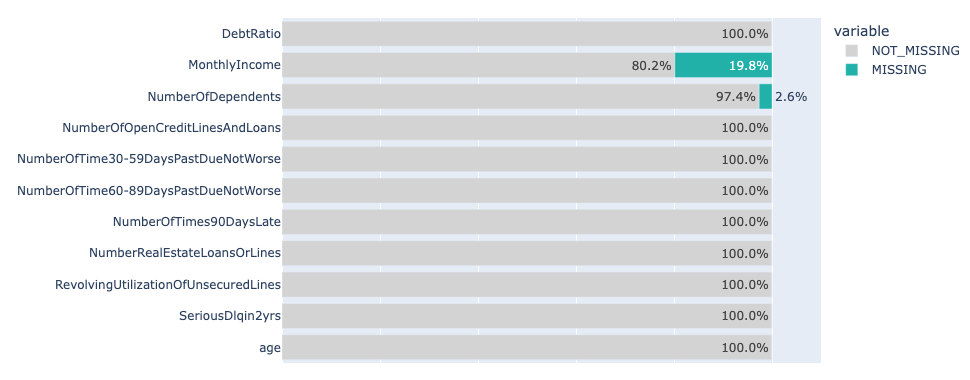 DebtRatio 100.0%
MonthlyIncome 80.2% 19.8%
NumberOfDependents 97.4% 2.6%
NumberOfOpenCreditLinesAndLoans 100.0%
NumberOfTime30-59DaysPastDueNotWorse 100.0%
NumberOfTime60-89DaysPastDueNotWorse 100.0%
NumberOfTimes90DaysLate 100.0%
NumberRealEstateLoansOrLines 100.0%
RevolvingUtilizationOfUnsecuredLines 100.0%
SeriousDlqin2yrs 100.0%
age 100.0%
variable
NOT_MISSING
MISSING